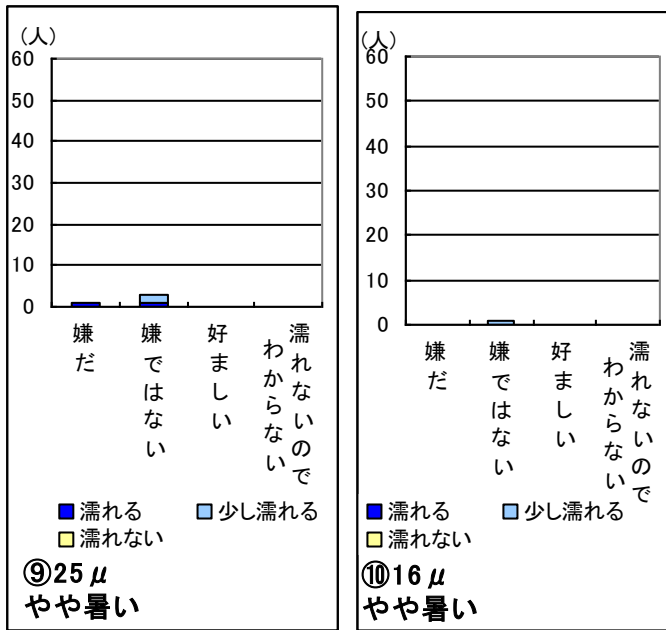 (人)
60
50
40
30
20
10
0
嫌だ
嫌ではない
好ましい
濡れないので
わからない
濡れる
少し濡れる
濡れない
⑨25μ
やや暑い
(人)
60
50
40
30
20
10
0
嫌だ
嫌ではない
好ましい
濡れないので
わからない
濡れる
少し濡れる
濡れない
⑩16μ
やや暑い